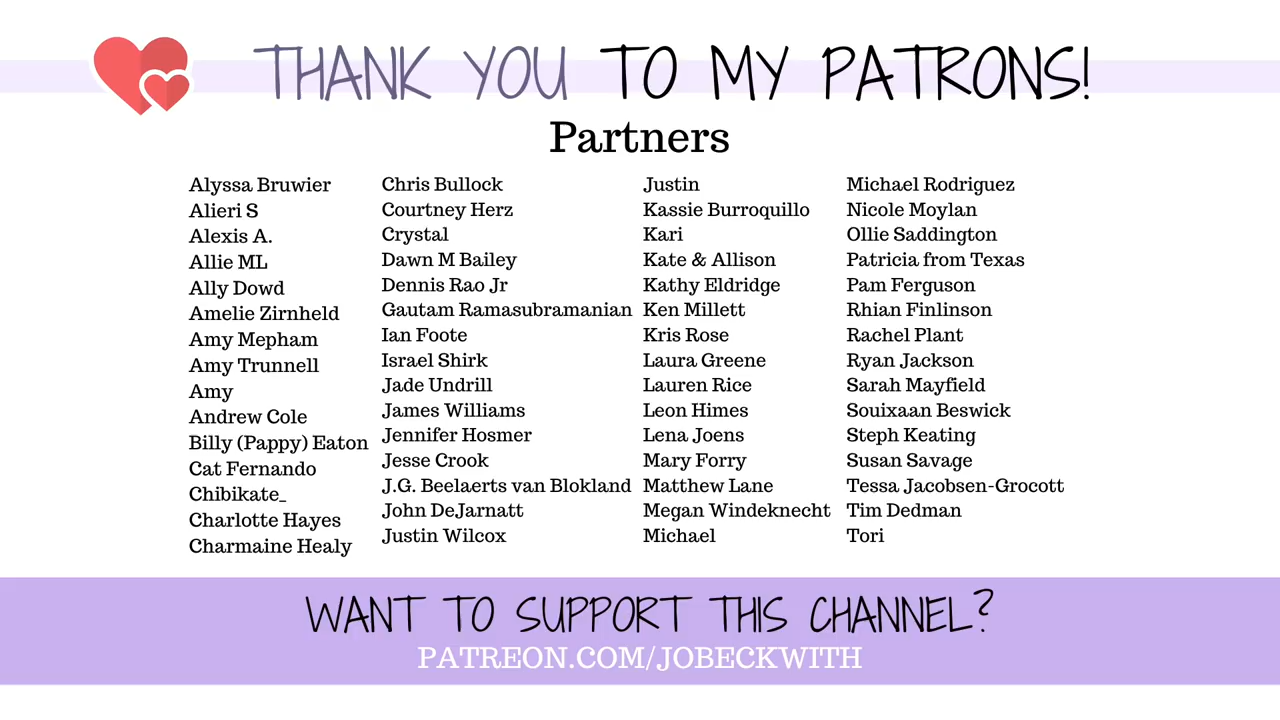 THANK YOU TO MY PATRONS!
Partners
Alyssa Bruwier
Alieri S
Alexis A.
Allie ML
Ally Dowd
Amelie Zirnheld
Amy Mepham
Amy Trunnell
Amy
Andrew Cole
Billy (Pappy) Eaton
Cat Fernando
Chibikate_
Charlotte Hayes
Charmaine Healy
Chris Bullock
Courtney Herz
Crystal
Dawn M Bailey
Dennis Rao Jr
Gautam Ramasubramanian
Ian Foote
Israel Shirk
Jade Undrill
James Williams
Jennifer Hosmer
Jesse Crook
J.G. Beelaerts van Blokland
John DeJarnatt
Justin Wilcox
Justin
Kassie Burroquillo
Kari
Kate & Allison
Kathy Eldridge
Ken Millett
Kris Rose
Laura Greene
Lauren Rice
Leon Himes
Lena Joens
Mary Forry
Matthew Lane
Megan Windeknecht
Michael
Michael Rodriguez
Nicole Moylan
Ollie Saddington
Patricia from Texas
Pam Ferguson
Rhian Finlinson
Rachel Plant
Ryan Jackson
Sarah Mayfield
Souixaan Beswick
Steph Keating
Susan Savage
Tessa Jacobsen-Grocott
Tim Dedman
Tori
WANT TO SUPPORT THIS CHANNEL?
PATREON.COM/JOBECKWITH